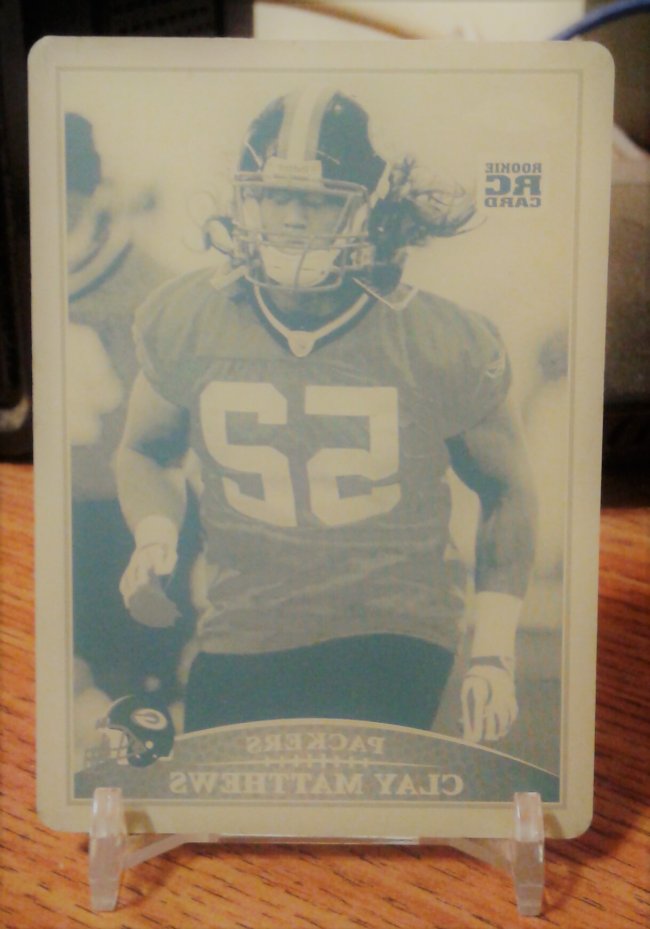 ROOKIE
RC
CARD
52
PACKERS
CLAY MATTHEWS